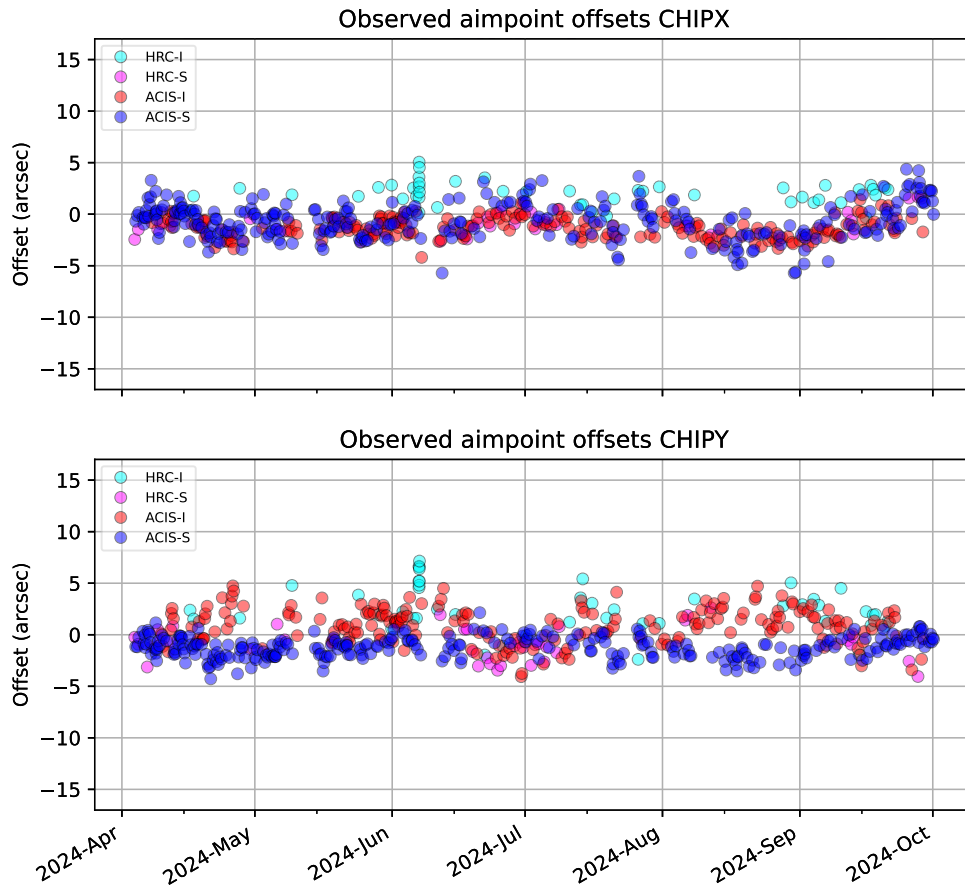 Observed aimpoint offsets CHIPX
15
10
5
0
−5
−10
−15
Offset (arcsec)
HRC-I
HRC-S
ACIS-I
ACIS-S
Observed aimpoint offsets CHIPY
15
10
5
0
−5
−10
−15
Offset (arcsec)
HRC-I
HRC-S
ACIS-I
ACIS-S
2024-Apr
2024-May
2024-Jun
2024-Jul
2024-Aug
2024-Sep
2024-Oct